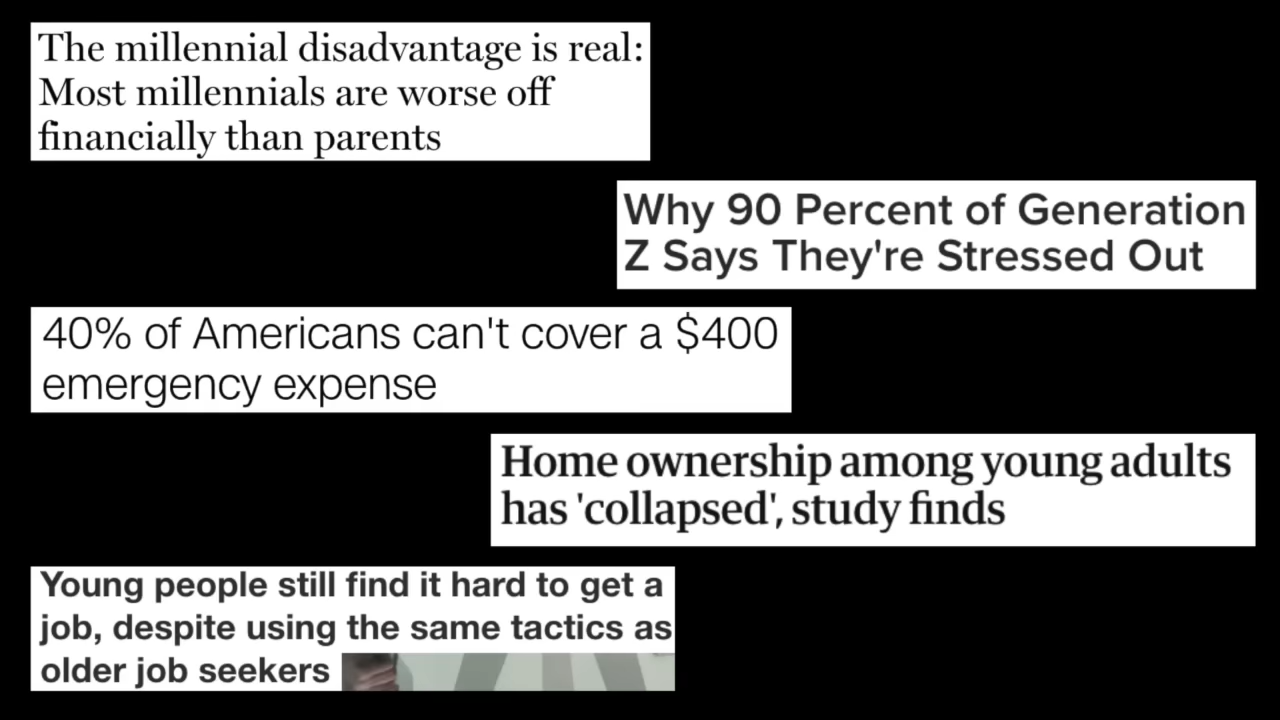 The millennial disadvantage is real:
Most millennials are worse off
financially than parents
Why 90 Percent of Generation
Z Says They're Stressed Out
40% of Americans can't cover a $400
emergency expense
Home ownership among young adults
has 'collapsed', study finds
Young people still find it hard to get a
job, despite using the same tactics as
older job seekers